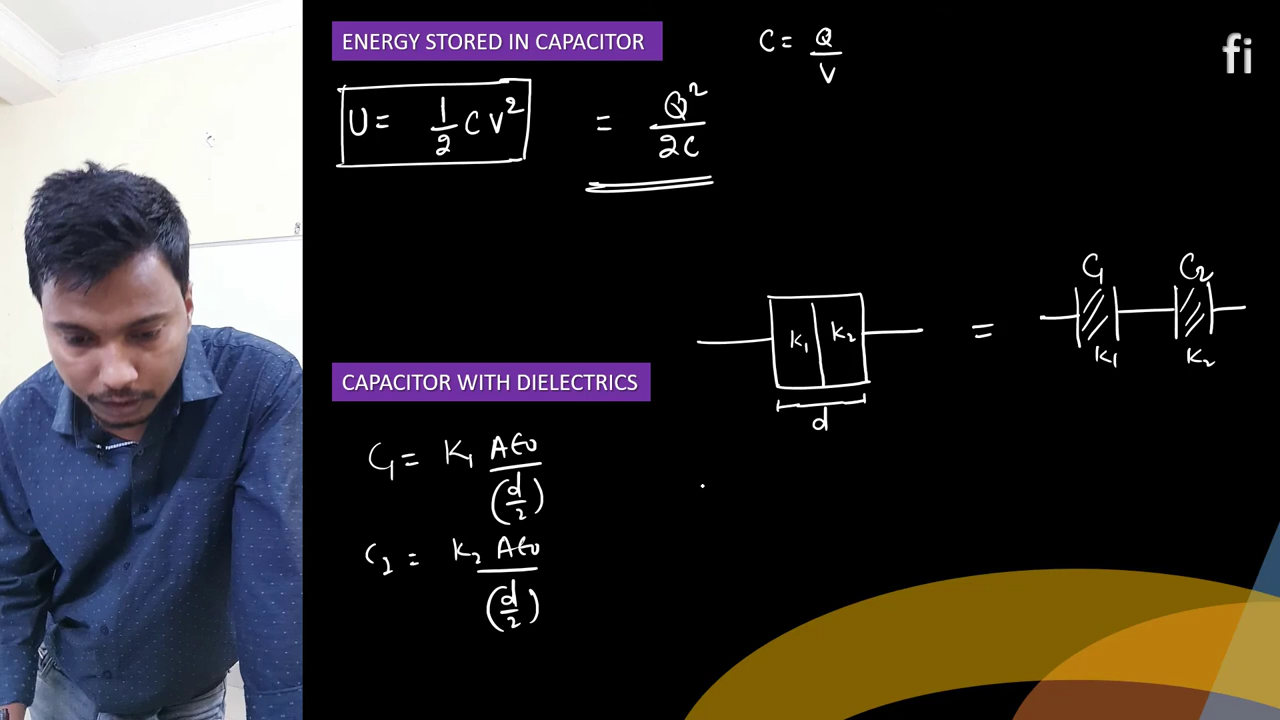 ENERGY STORED IN CAPACITOR
C = Q/V
fi
U = 1/2 C V² = Q²/2C
C₁ C₂
K₁ K₂ = K₁ K₂
d
CAPACITOR WITH DIELECTRICS
C₁ = K₁ Aε₀/(d/2)
C₂ = K₂ Aε₀/(d/2)